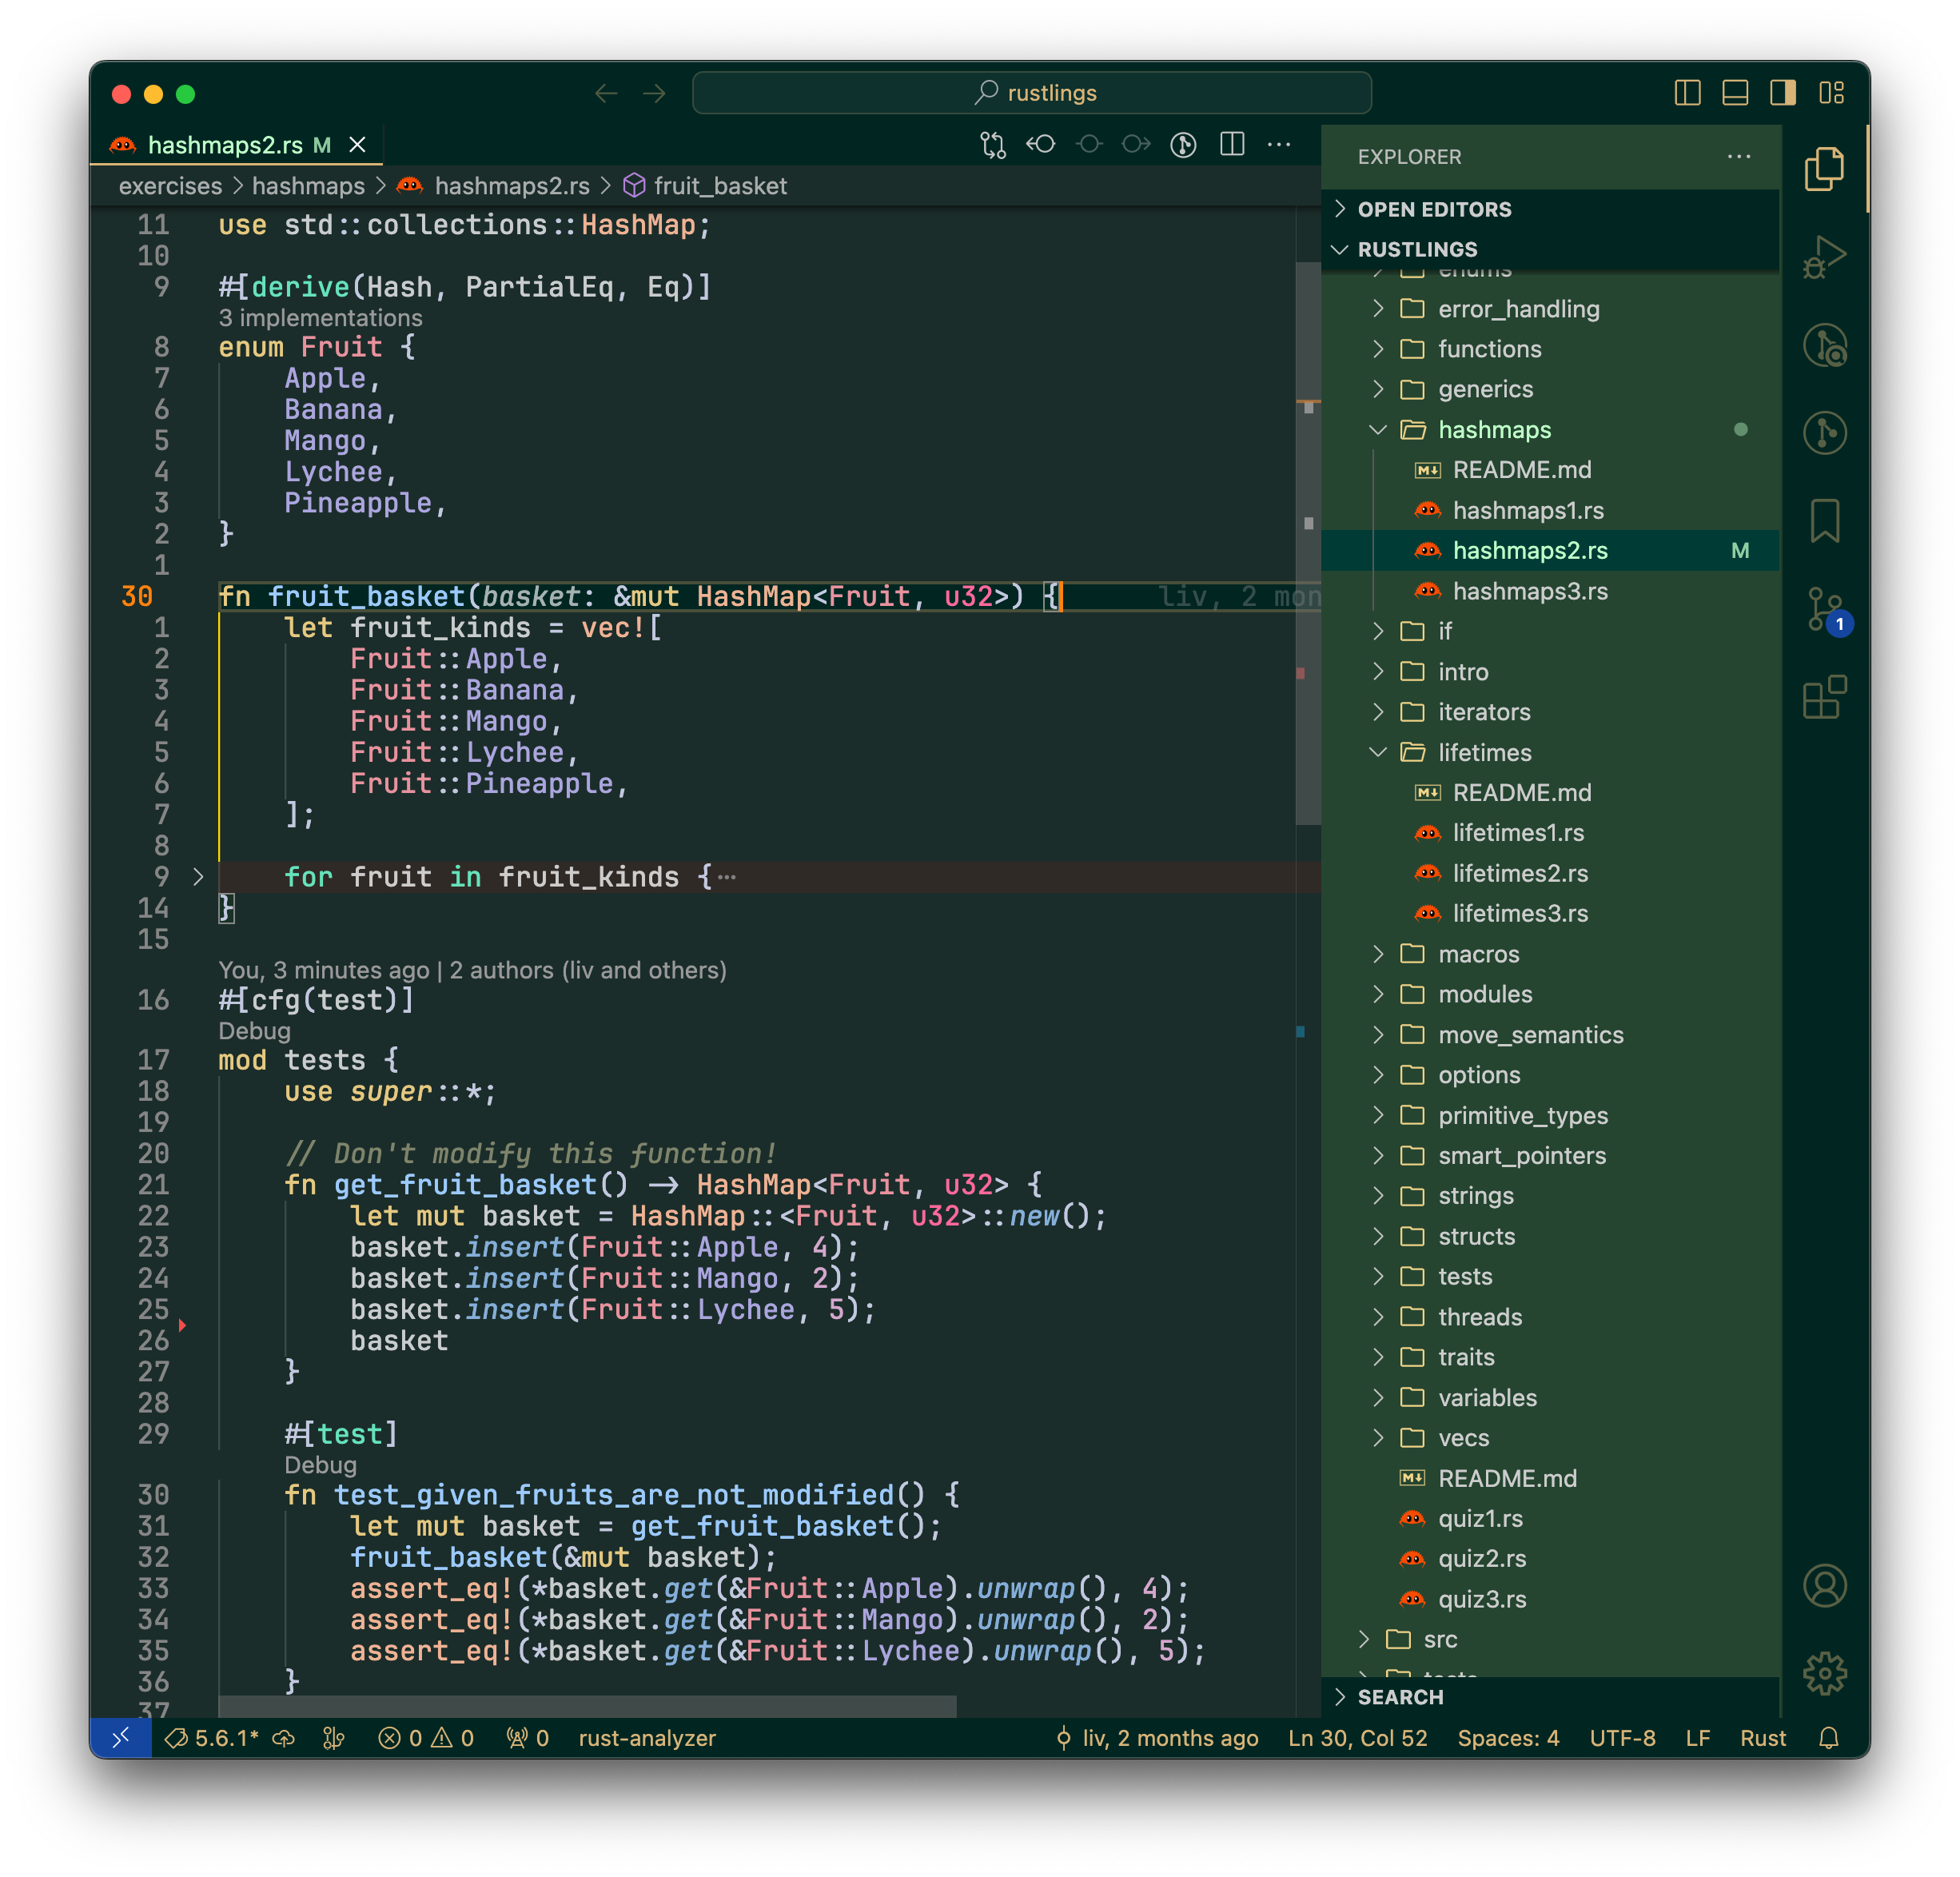 rustlings
hashmaps2.rs M
exercises > hashmaps > hashmaps2.rs > fruit_basket
11 use std::collections::HashMap;
10
9 #[derive(Hash, PartialEq, Eq)]
3 implementations
8 enum Fruit {
7 Apple,
6 Banana,
5 Mango,
4 Lychee,
3 Pineapple,
2 }
1
30 fn fruit_basket(basket: &mut HashMap<Fruit, u32>) { liv, 2 mon
1 let fruit_kinds = vec![
2 Fruit::Apple,
3 Fruit::Banana,
4 Fruit::Mango,
5 Fruit::Lychee,
6 Fruit::Pineapple,
7 ];
8
9 for fruit in fruit_kinds {⋯
14 }
15
You, 3 minutes ago | 2 authors (liv and others)
16 #[cfg(test)]
Debug
17 mod tests {
18 use super::*;
19
20 // Don't modify this function!
21 fn get_fruit_basket() -> HashMap<Fruit, u32> {
22 let mut basket = HashMap::<Fruit, u32>::new();
23 basket.insert(Fruit::Apple, 4);
24 basket.insert(Fruit::Mango, 2);
25 basket.insert(Fruit::Lychee, 5);
26 basket
27 }
28
29 #[test]
Debug
30 fn test_given_fruits_are_not_modified() {
31 let mut basket = get_fruit_basket();
32 fruit_basket(&mut basket);
33 assert_eq!(*basket.get(&Fruit::Apple).unwrap(), 4);
34 assert_eq!(*basket.get(&Fruit::Mango).unwrap(), 2);
35 assert_eq!(*basket.get(&Fruit::Lychee).unwrap(), 5);
36 }
37
EXPLORER
OPEN EDITORS
RUSTLINGS
enums
error_handling
functions
generics
hashmaps
README.md
hashmaps1.rs
hashmaps2.rs M
hashmaps3.rs
if
intro
iterators
lifetimes
README.md
lifetimes1.rs
lifetimes2.rs
lifetimes3.rs
macros
modules
move_semantics
options
primitive_types
smart_pointers
strings
structs
tests
threads
traits
variables
vecs
README.md
quiz1.rs
quiz2.rs
quiz3.rs
src
tests
SEARCH
1
5.6.1* 0 0 0 rust-analyzer liv, 2 months ago Ln 30, Col 52 Spaces: 4 UTF-8 LF Rust